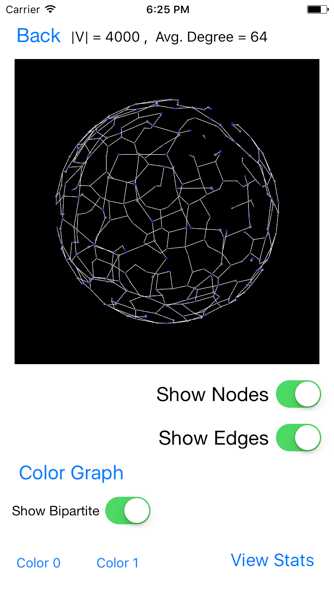 Carrier 6:25 PM
Back |V| = 4000 , Avg. Degree = 64
Show Nodes
Show Edges
Color Graph
Show Bipartite
Color 0 Color 1 View Stats